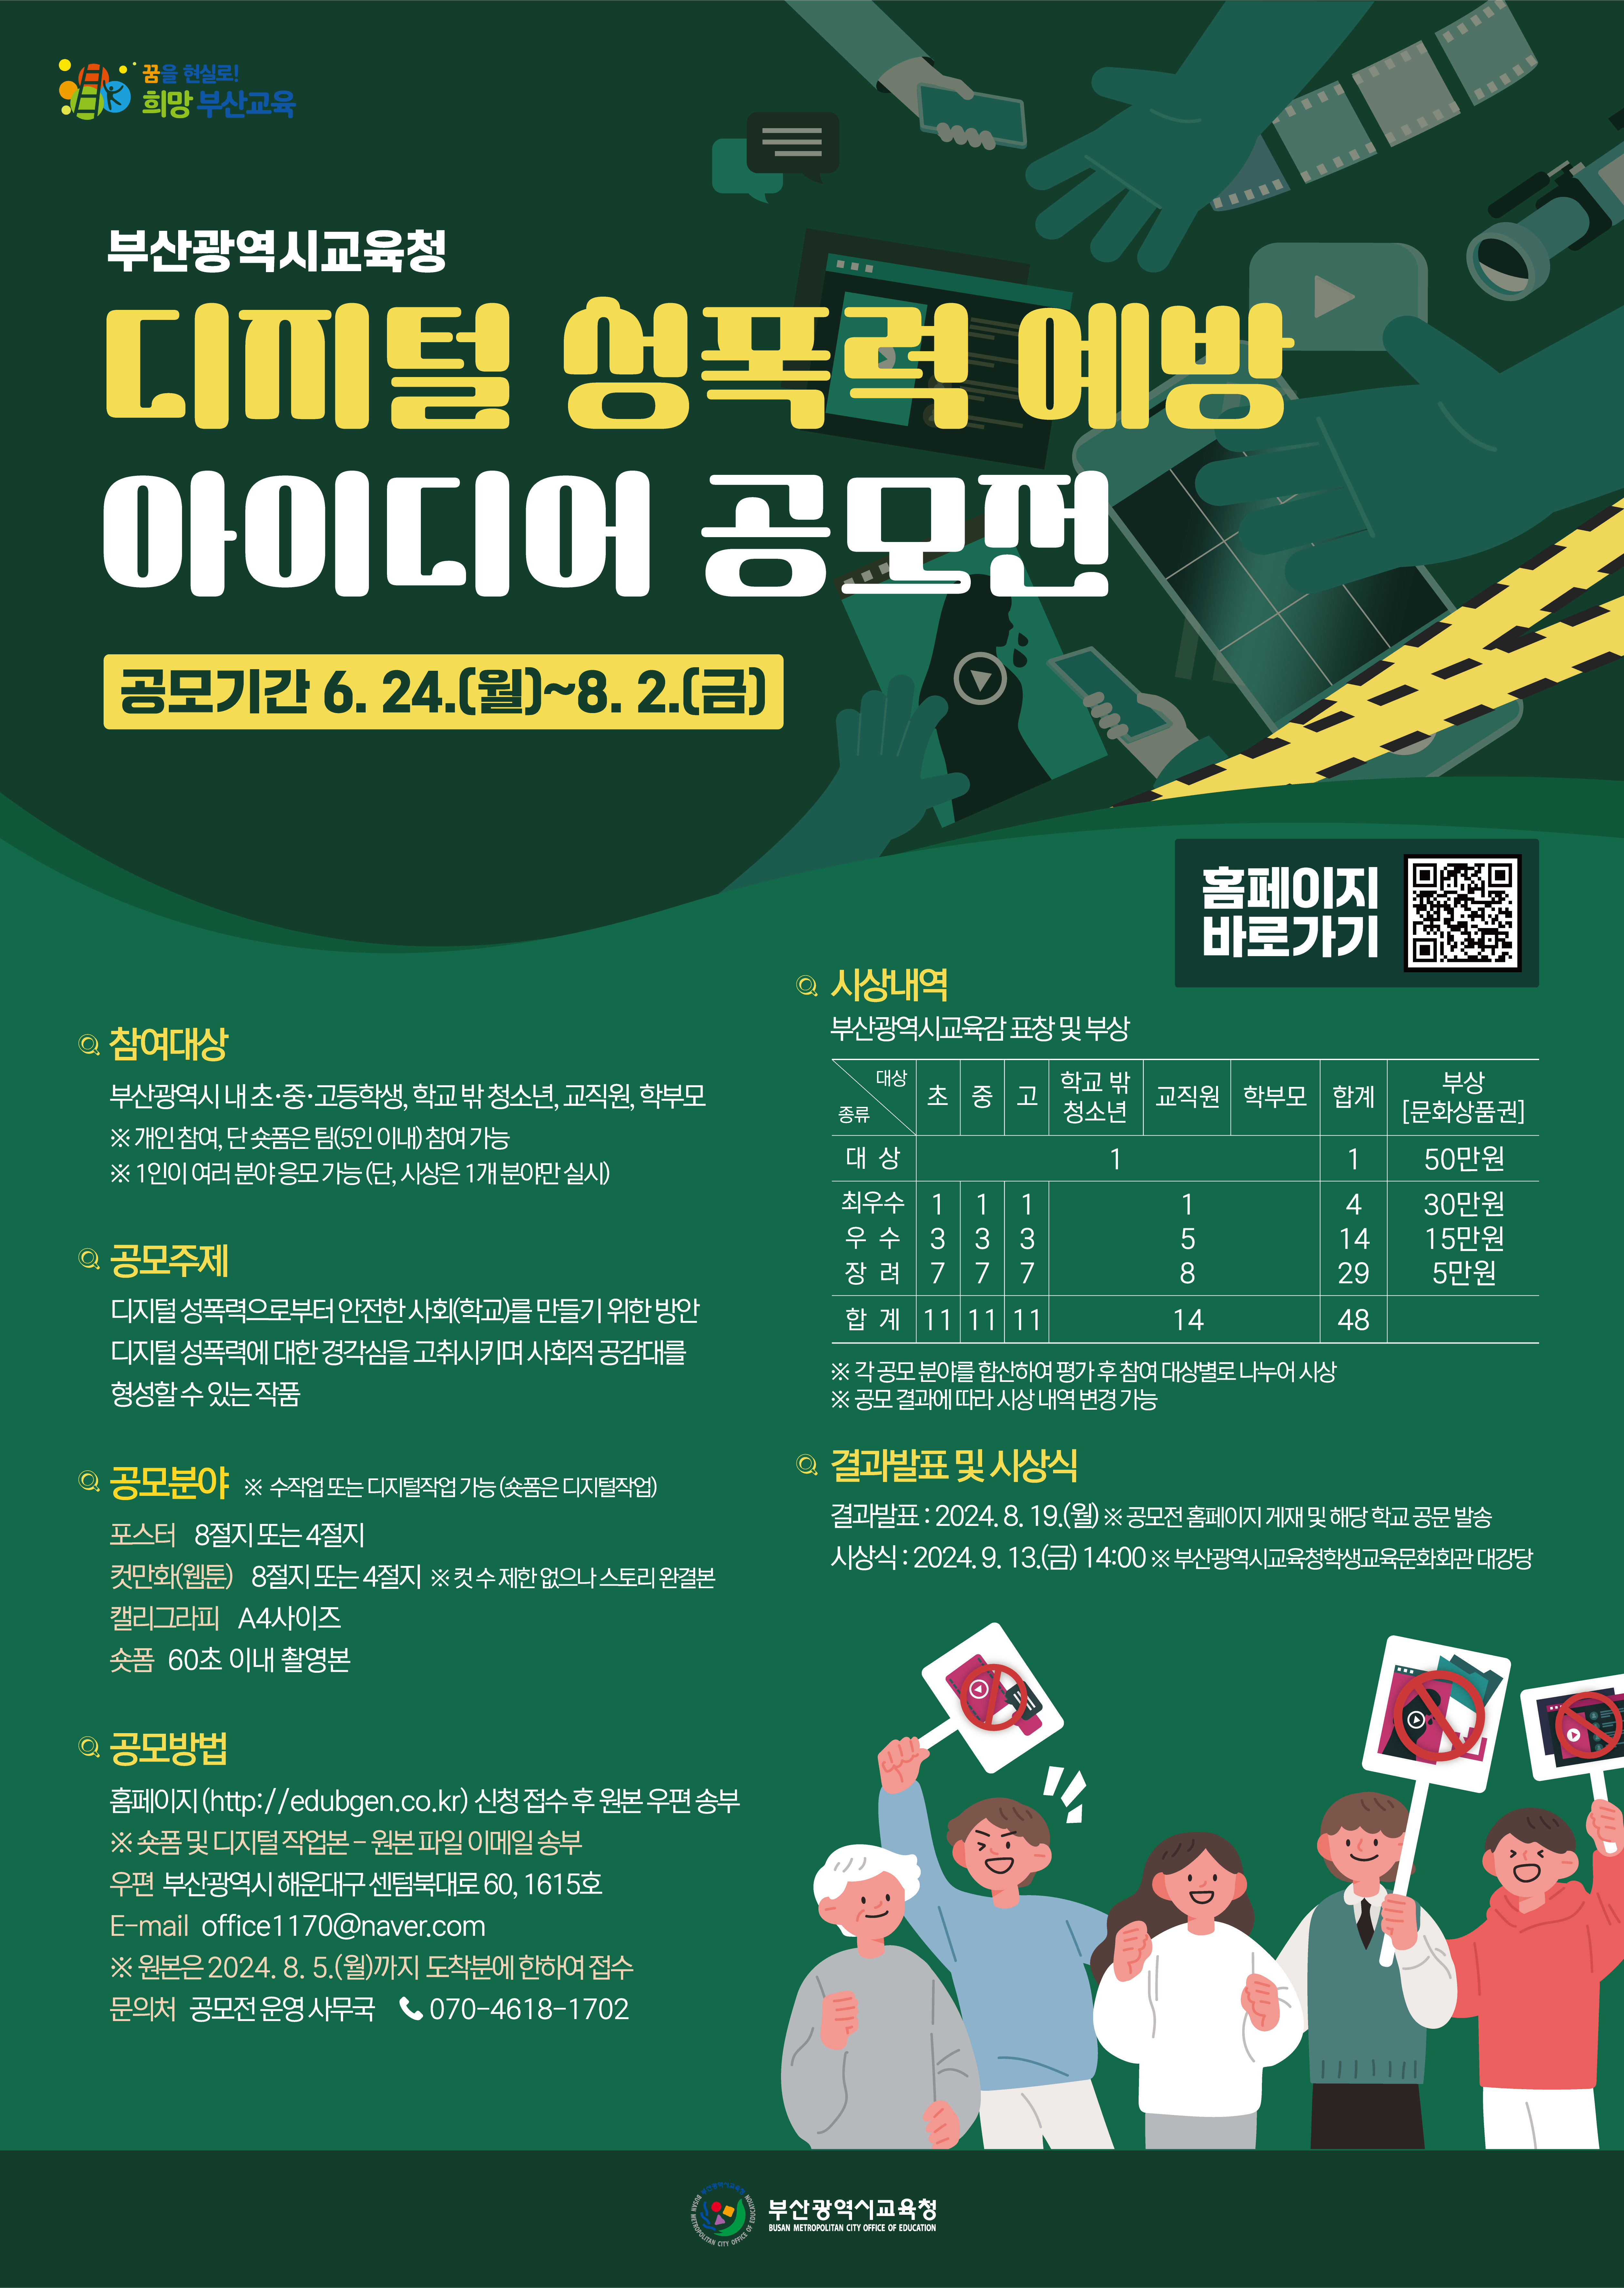 꿈을 현실로!
희망 부산교육
부산광역시교육청
디지털 성폭력 예방
아이디어 공모전
공모기간 6. 24.(월)~8. 2.(금)
홈페이지
바로가기
참여대상
부산광역시 내 초·중·고등학생, 학교 밖 청소년, 교직원, 학부모
※ 개인 참여, 단 숏폼은 팀(5인 이내) 참여 가능
※ 1인이 여러 분야 응모 가능 (단, 시상은 1개 분야만 실시)
공모주제
디지털 성폭력으로부터 안전한 사회(학교)를 만들기 위한 방안
디지털 성폭력에 대한 경각심을 고취시키며 사회적 공감대를
형성할 수 있는 작품
공모분야 ※ 수작업 또는 디지털작업 가능 (숏폼은 디지털작업)
포스터 8절지 또는 4절지
컷만화(웹툰) 8절지 또는 4절지 ※ 컷 수 제한 없으나 스토리 완결본
캘리그라피 A4사이즈
숏폼 60초 이내 촬영본
공모방법
홈페이지 (http://edubgen.co.kr) 신청 접수 후 원본 우편 송부
※ 숏폼 및 디지털 작업본 – 원본 파일 이메일 송부
우편 부산광역시 해운대구 센텀북대로 60, 1615호
E-mail office1170@naver.com
※ 원본은 2024. 8. 5.(월)까지 도착분에 한하여 접수
문의처 공모전 운영 사무국 070-4618-1702
시상내역
부산광역시교육감 표창 및 부상
대상 종류 초 중 고 학교 밖 청소년 교직원 학부모 합계 부상 [문화상품권]
대 상 1 1 50만원
최우수 1 1 1 1 4 30만원
우 수 3 3 3 5 14 15만원
장 려 7 7 7 8 29 5만원
합 계 11 11 11 14 48
※ 각 공모 분야를 합산하여 평가 후 참여 대상별로 나누어 시상
※ 공모 결과에 따라 시상 내역 변경 가능
결과발표 및 시상식
결과발표 : 2024. 8. 19.(월) ※ 공모전 홈페이지 게재 및 해당 학교 공문 발송
시상식 : 2024. 9. 13.(금) 14:00 ※ 부산광역시교육청학생교육문화회관 대강당
부산광역시교육청
BUSAN METROPOLITAN CITY OFFICE OF EDUCATION
부산광역시교육청
BUSAN METROPOLITAN CITY OFFICE OF EDUCATION